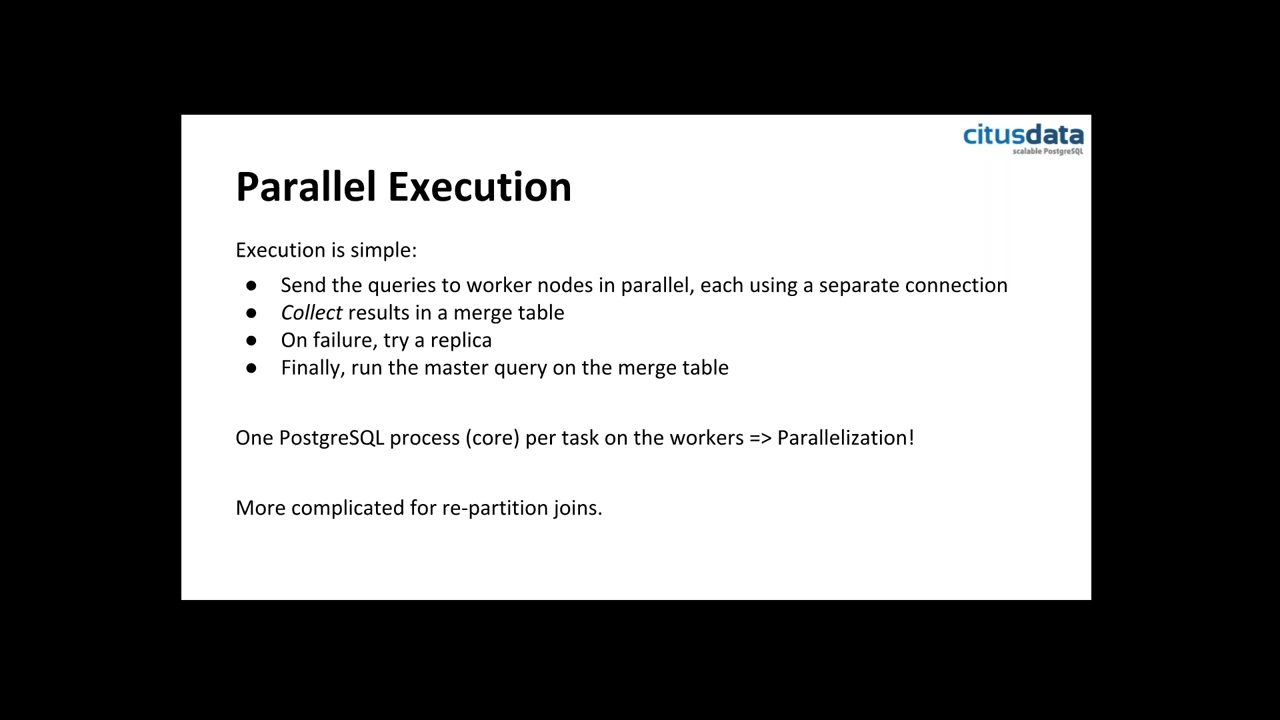 citusdata
scalable PostgreSQL
Parallel Execution
Execution is simple:
● Send the queries to worker nodes in parallel, each using a separate connection
● Collect results in a merge table
● On failure, try a replica
● Finally, run the master query on the merge table
One PostgreSQL process (core) per task on the workers => Parallelization!
More complicated for re-partition joins.